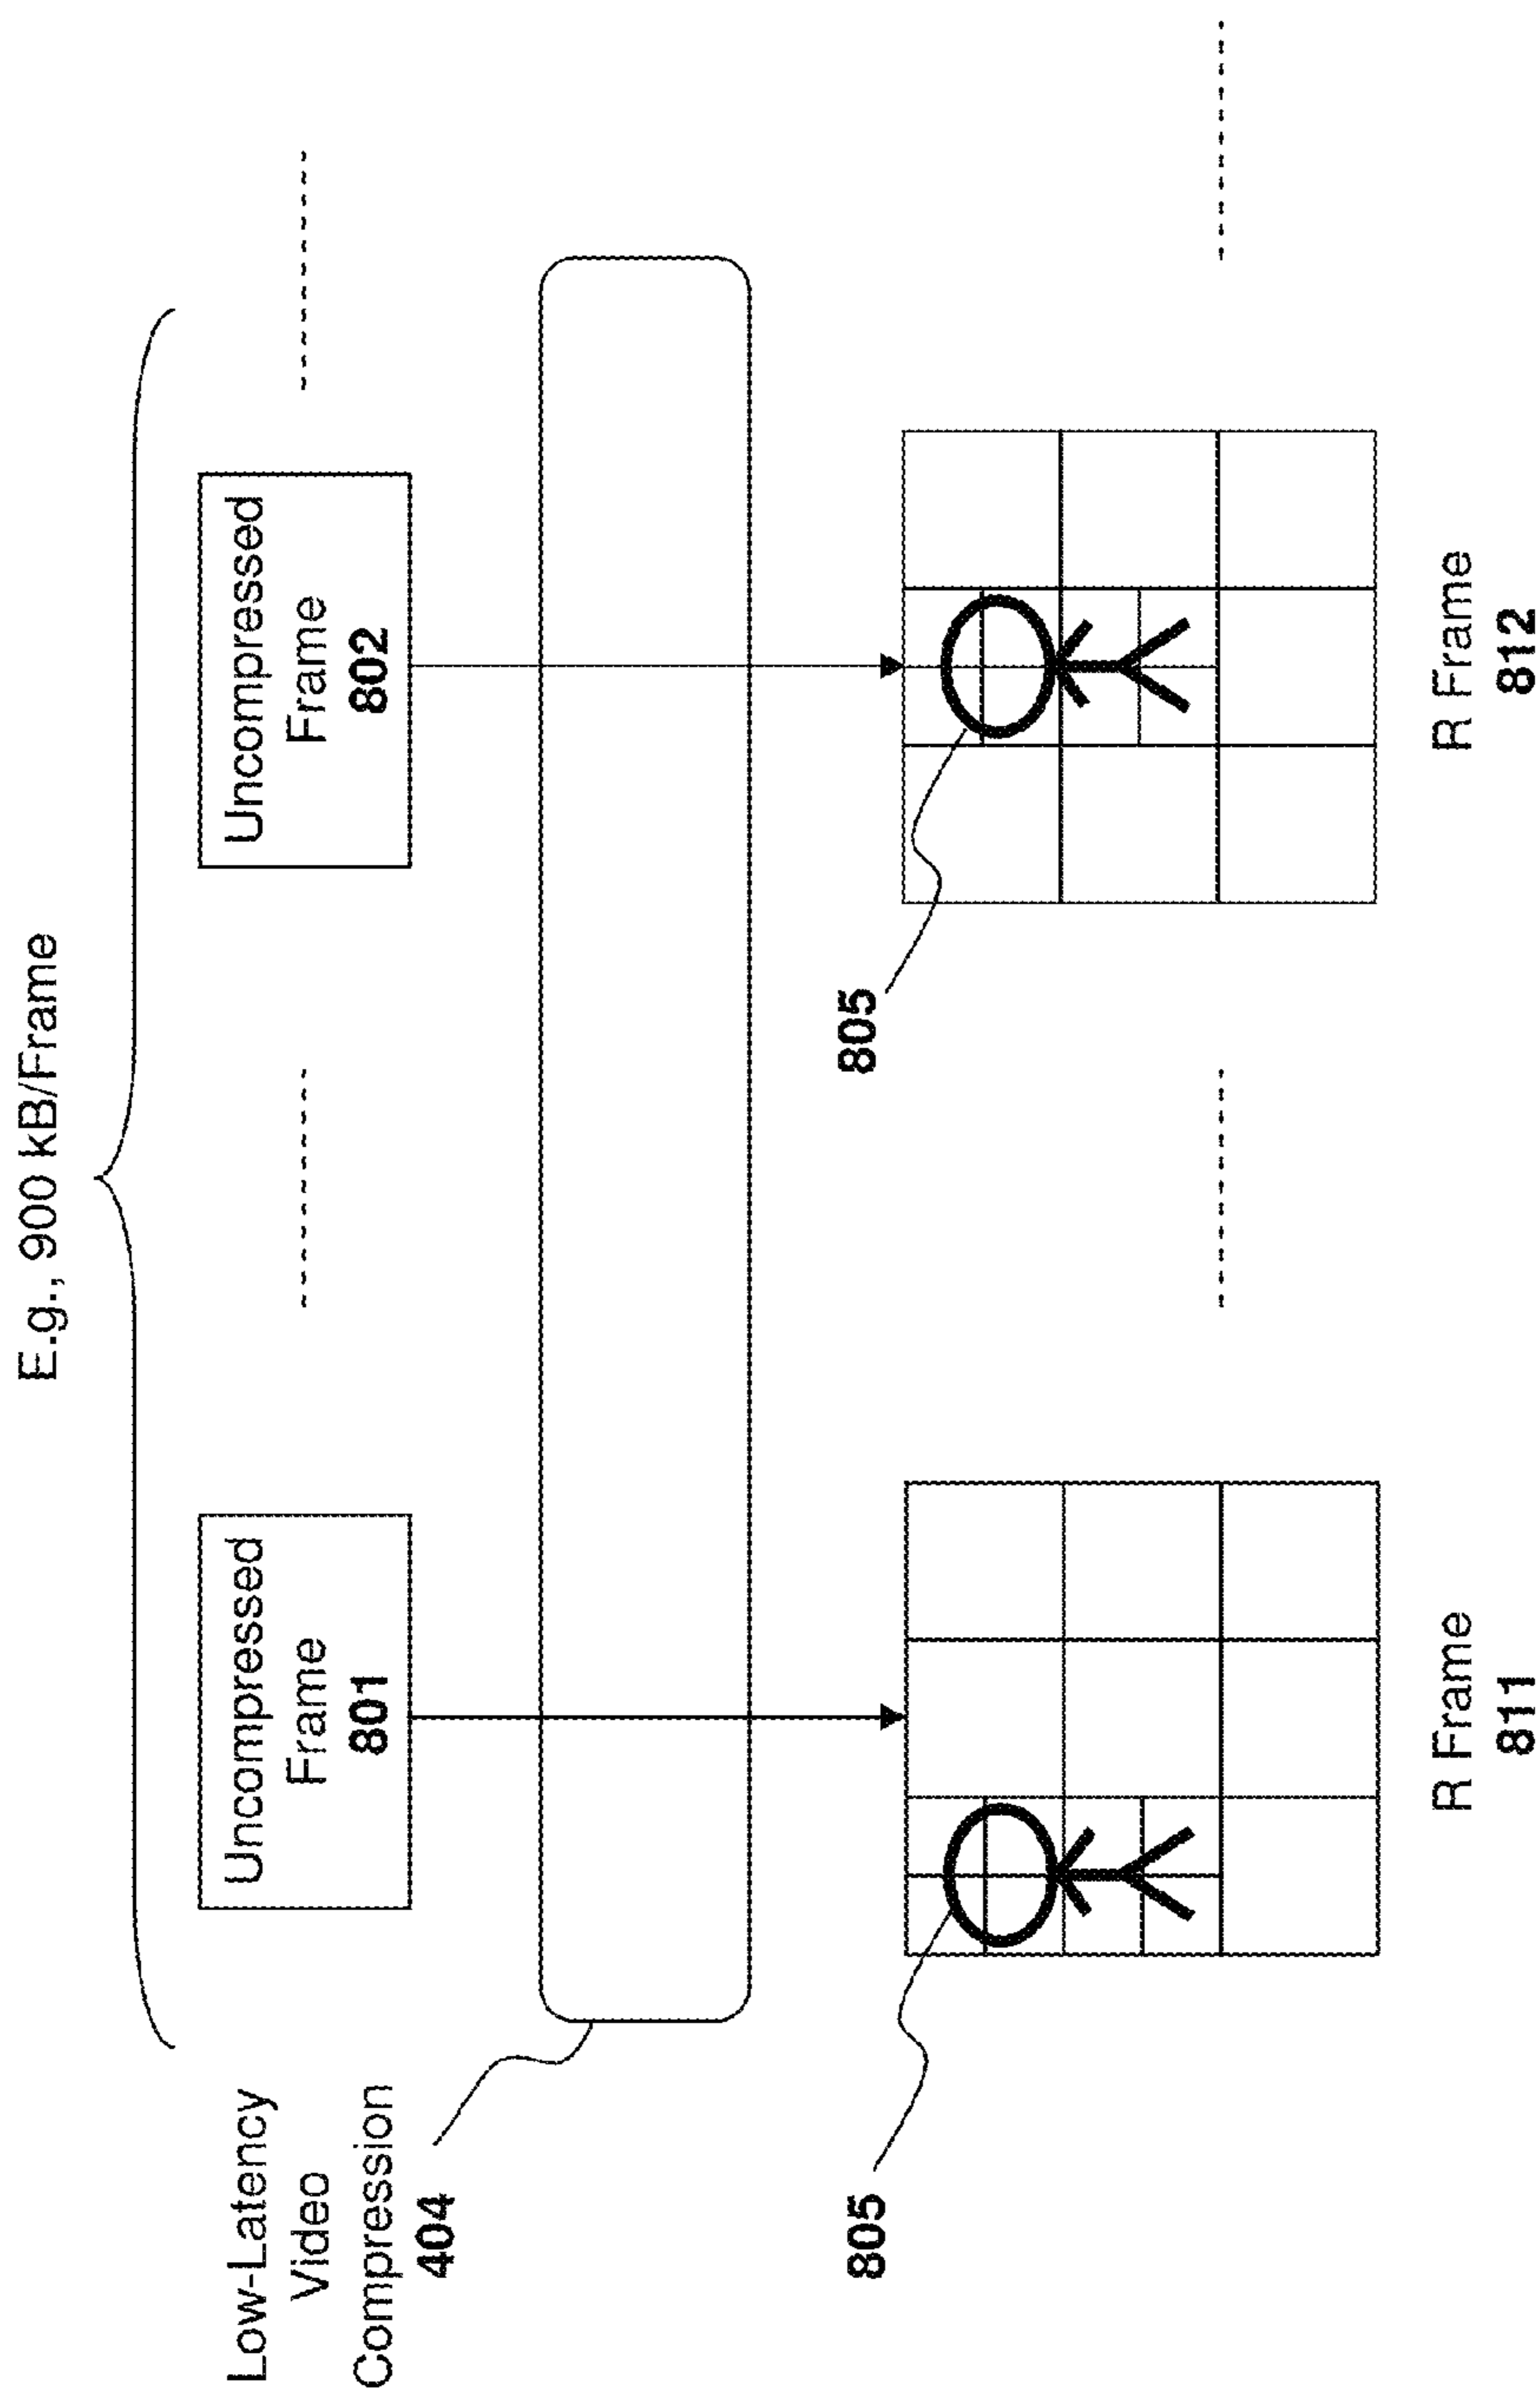 E.g., 900 kB/Frame
Low-Latency
Video
Compression
404
Uncompressed
Frame
801
Uncompressed
Frame
802
805
805
R Frame
811
R Frame
812